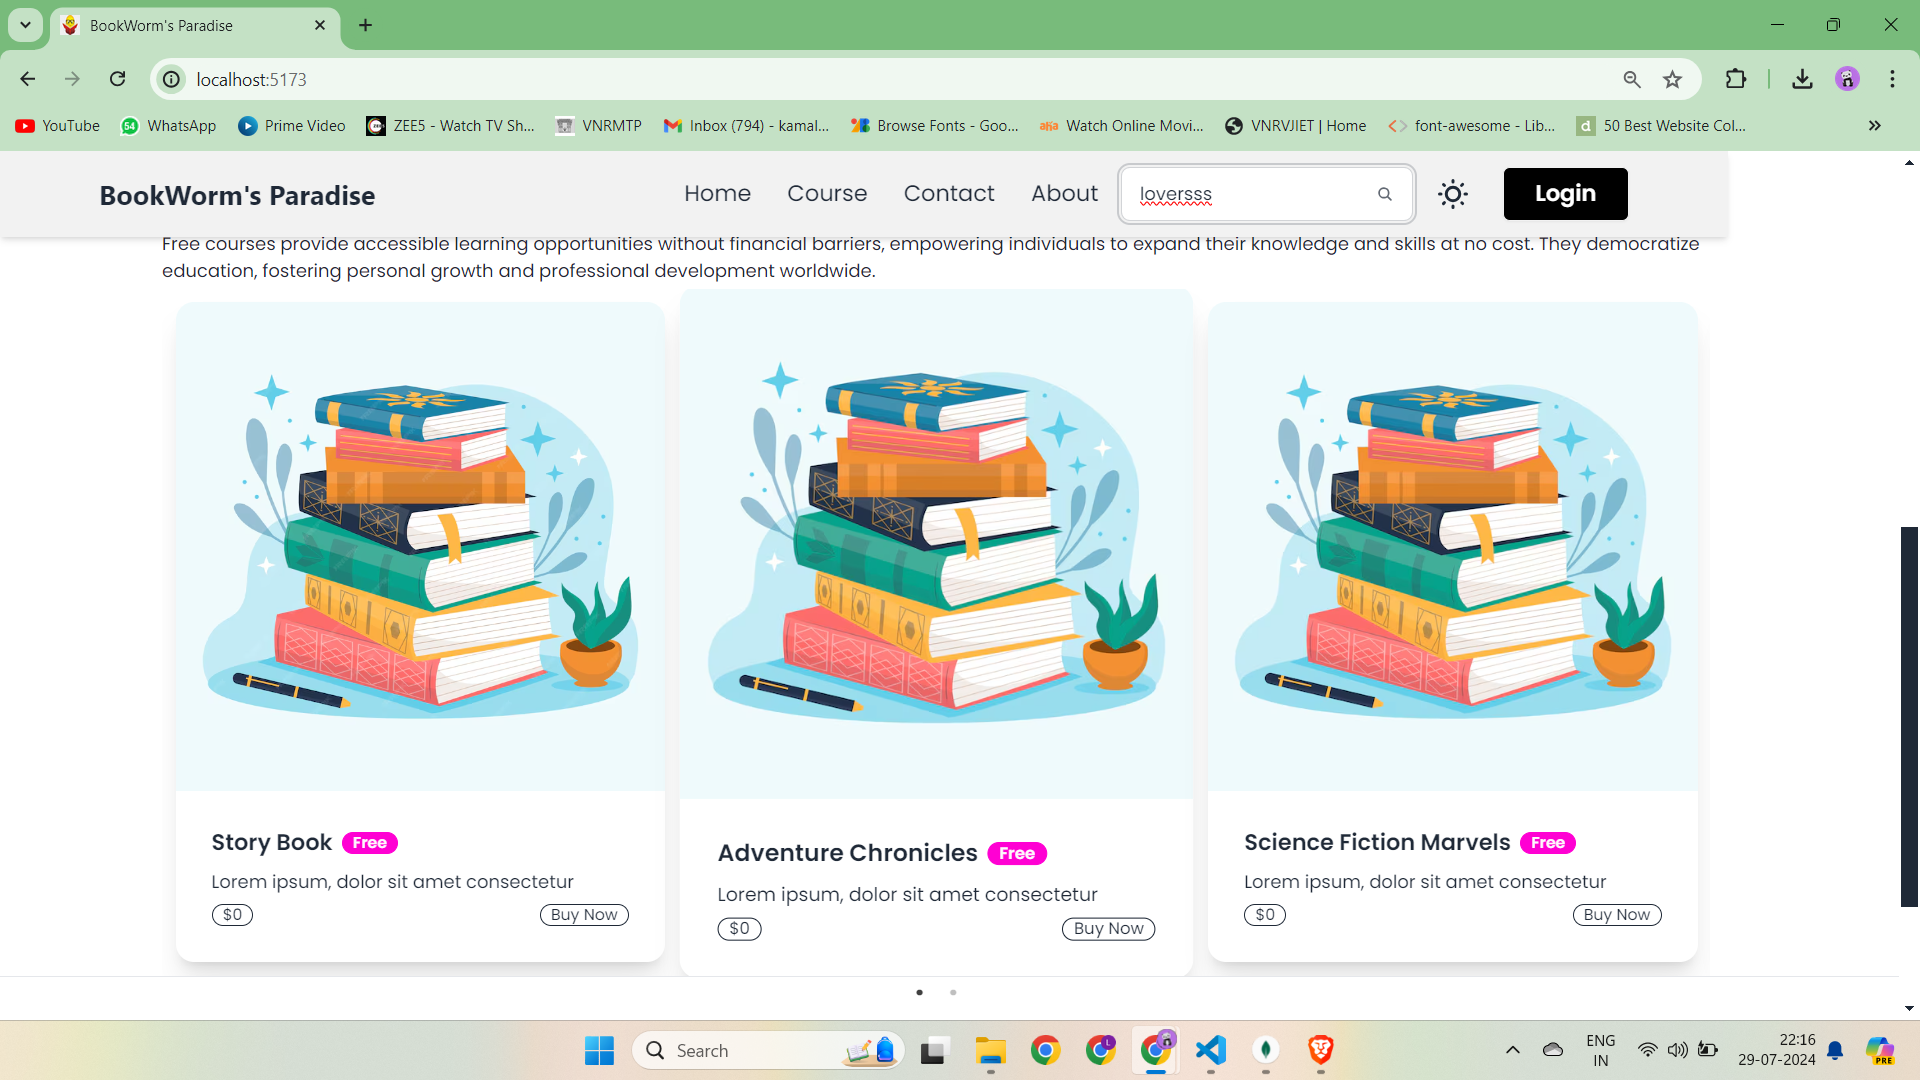 BookWorm's Paradise
localhost:5173
YouTube
WhatsApp
Prime Video
ZEE5 - Watch TV Sh...
VNRMTP
Inbox (794) - kamal...
Browse Fonts - Goo...
Watch Online Movi...
VNRVJIET | Home
font-awesome - Lib...
50 Best Website Col...
BookWorm's Paradise
Home
Course
Contact
About
loversss
Login
Free courses provide accessible learning opportunities without financial barriers, empowering individuals to expand their knowledge and skills at no cost. They democratize
education, fostering personal growth and professional development worldwide.
Story Book Free
Lorem ipsum, dolor sit amet consectetur
$0 Buy Now
Adventure Chronicles Free
Lorem ipsum, dolor sit amet consectetur
$0 Buy Now
Science Fiction Marvels Free
Lorem ipsum, dolor sit amet consectetur
$0 Buy Now
Search
ENG
IN
22:16
29-07-2024
PRE